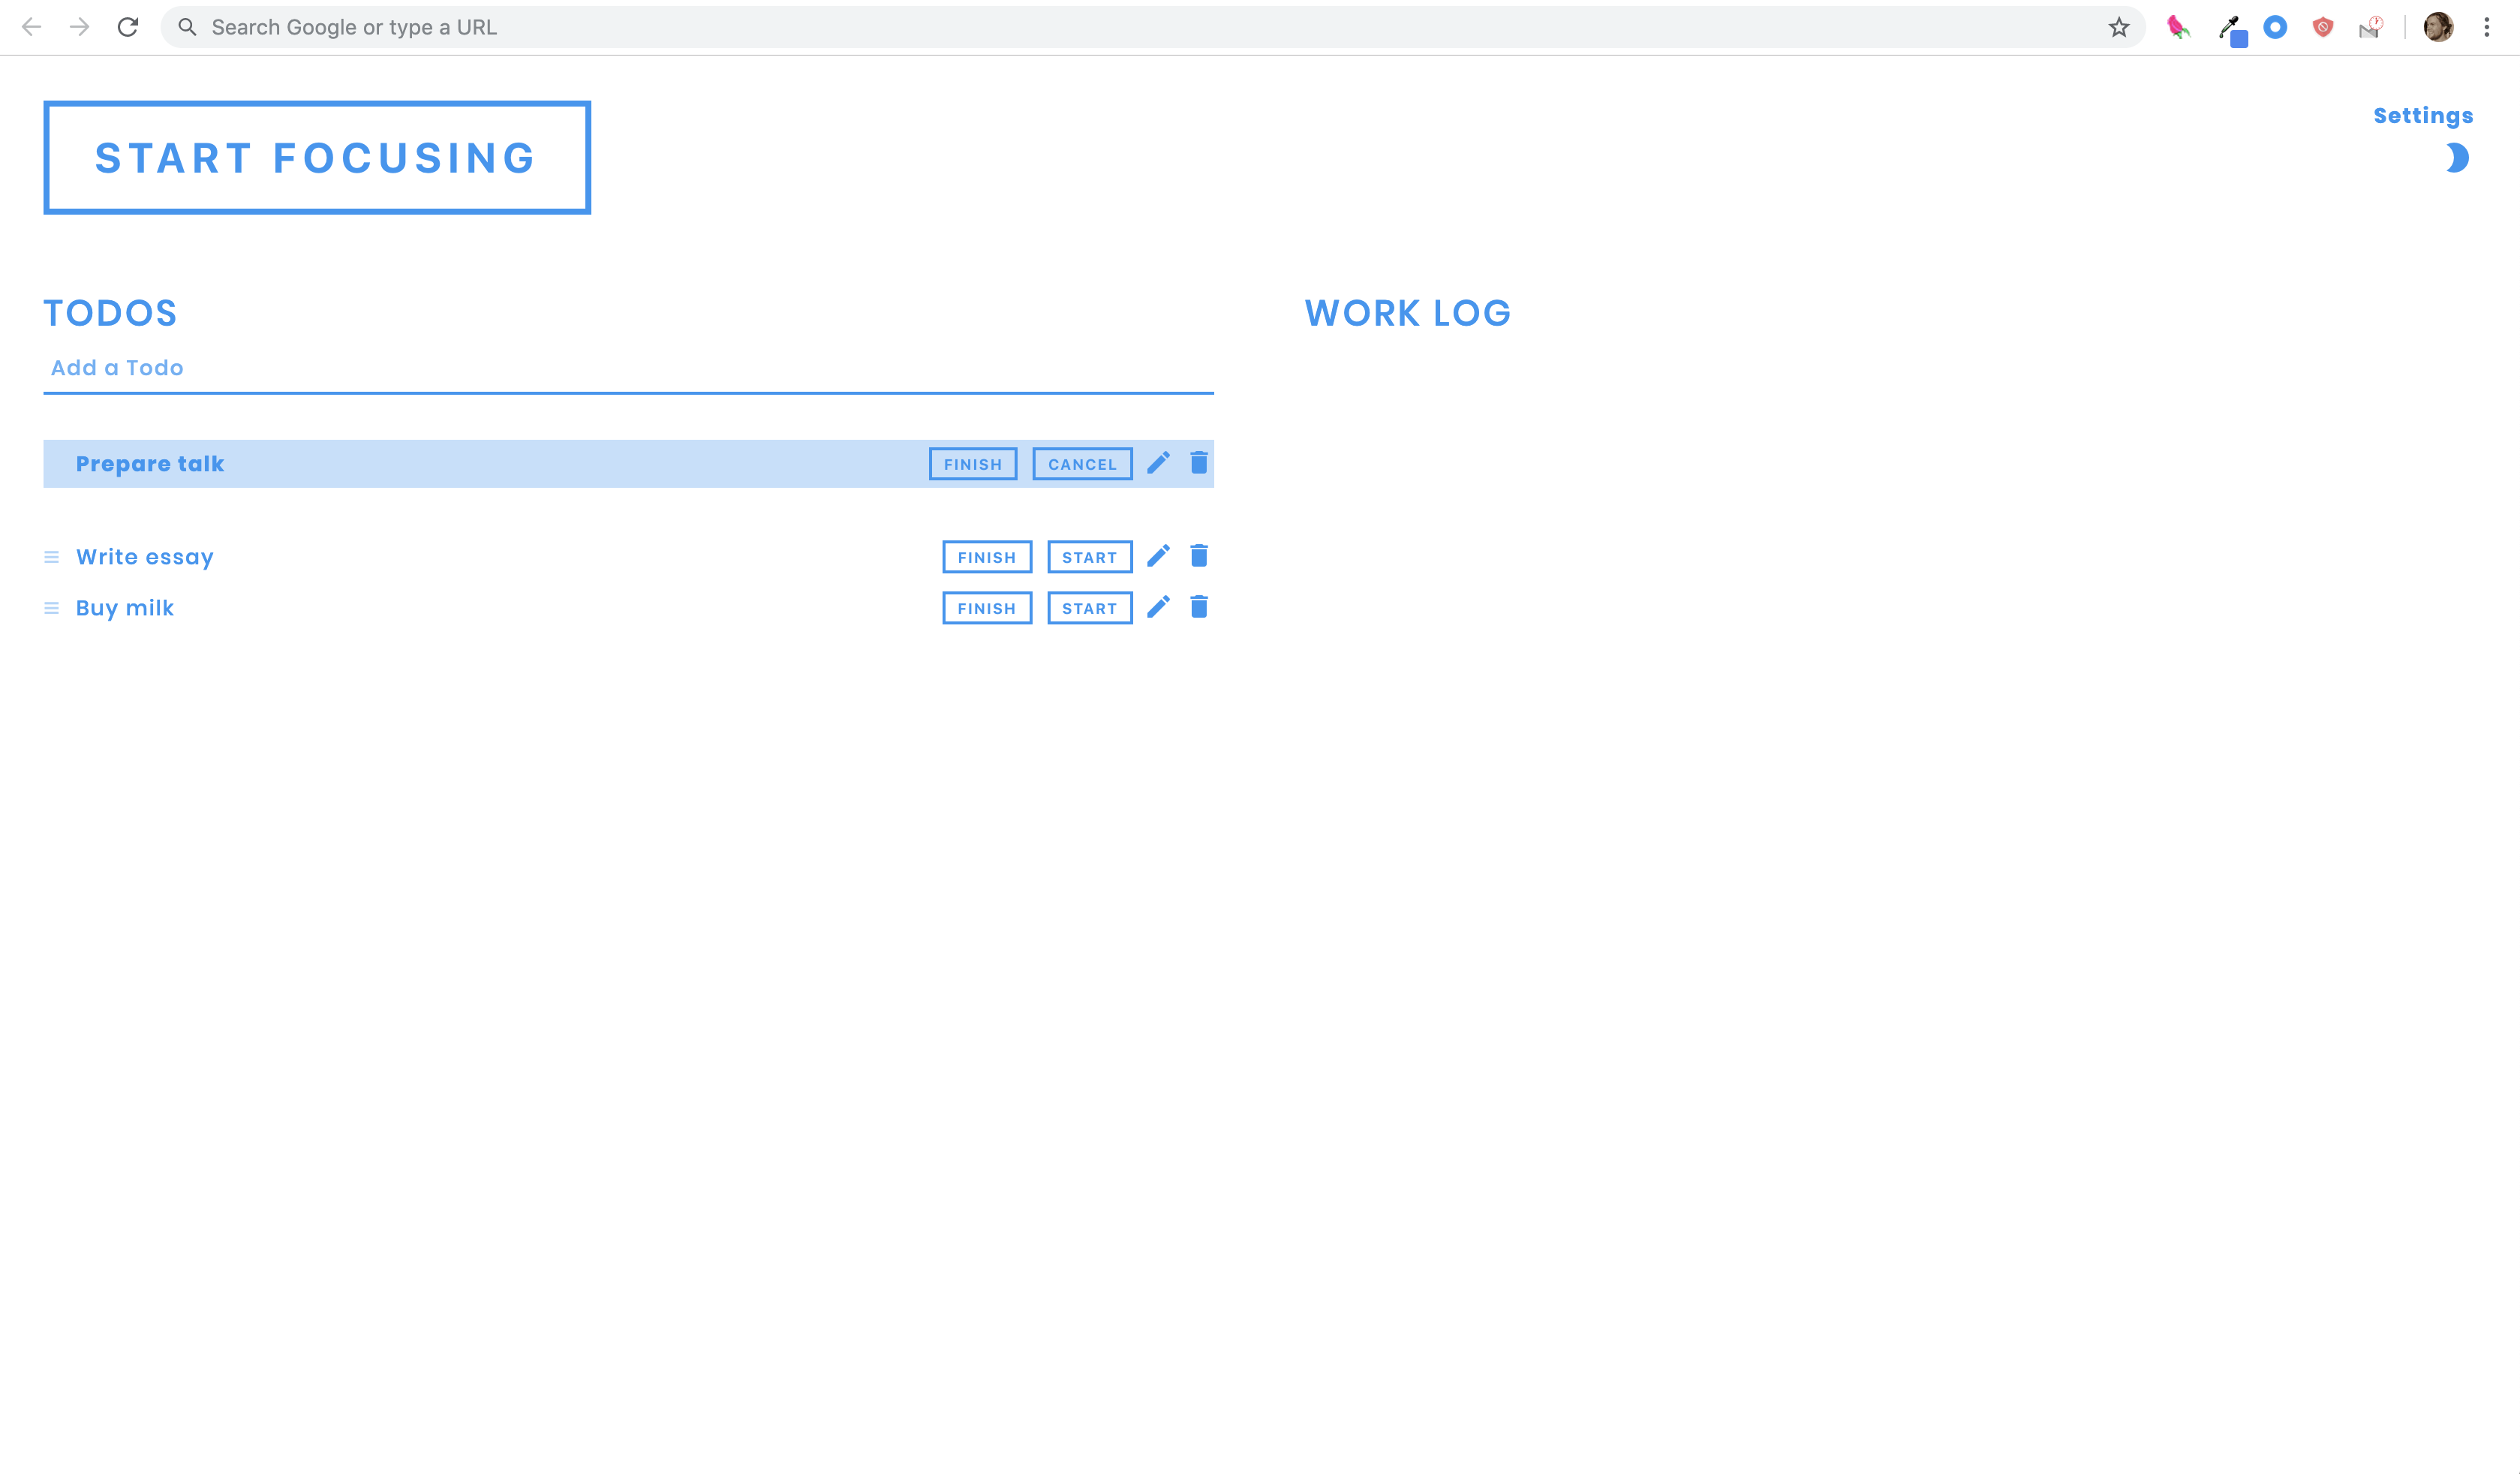 Search Google or type a URL
START FOCUSING
Settings
TODOS
Add a Todo
Prepare talk FINISH CANCEL
Write essay FINISH START
Buy milk FINISH START
WORK LOG